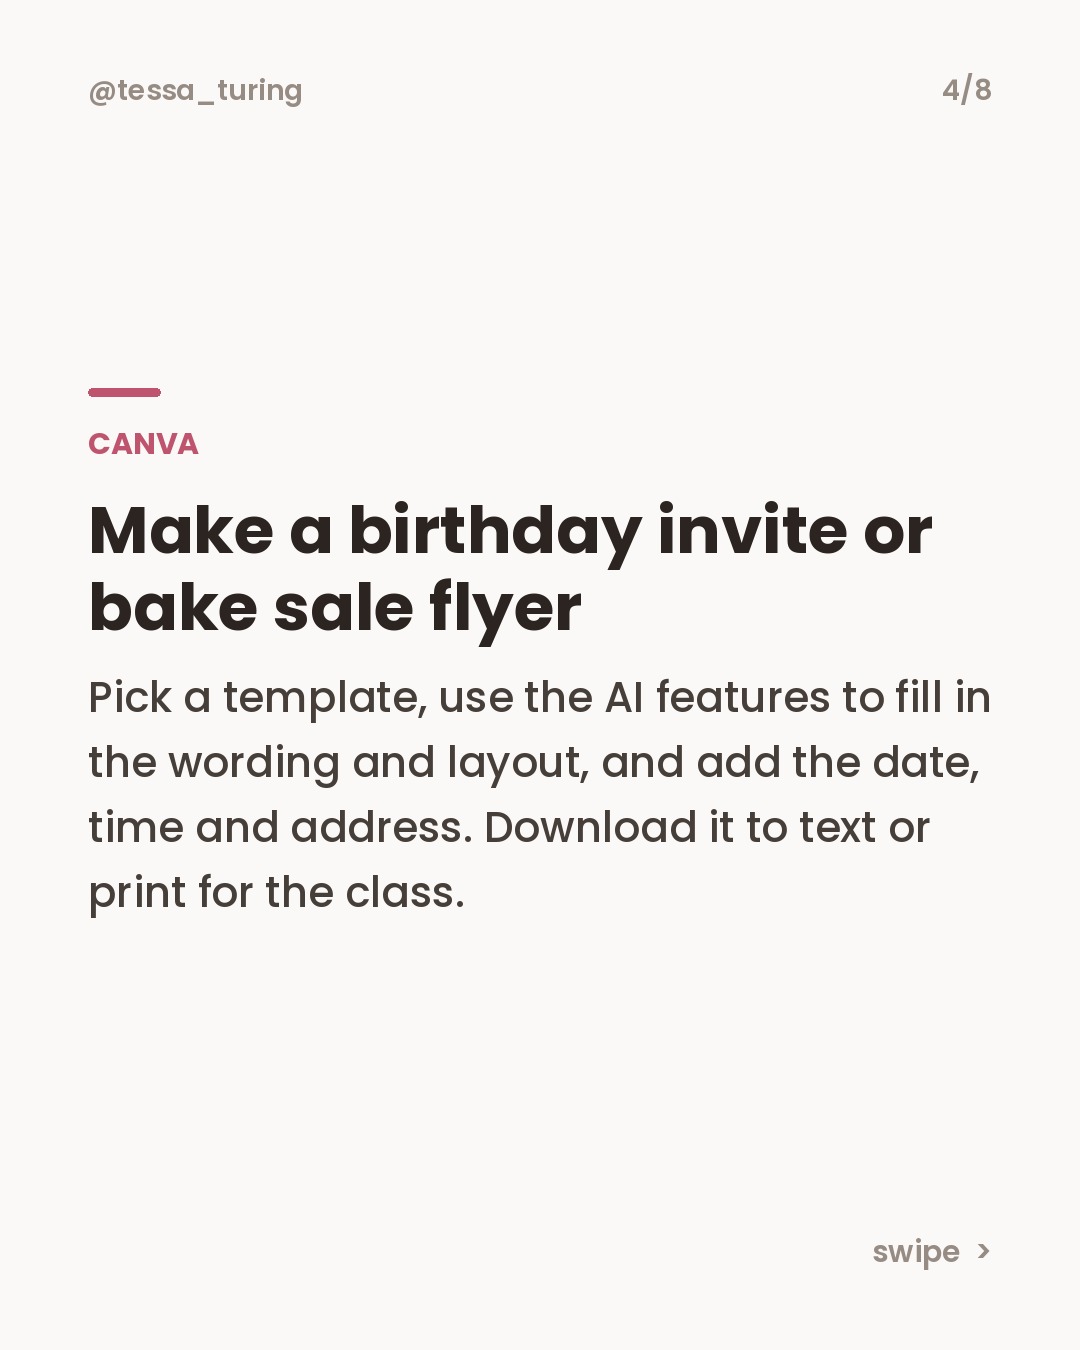 @tessa_turing
4/8
CANVA
Make a birthday invite or
bake sale flyer
Pick a template, use the AI features to fill in
the wording and layout, and add the date,
time and address. Download it to text or
print for the class.
swipe >